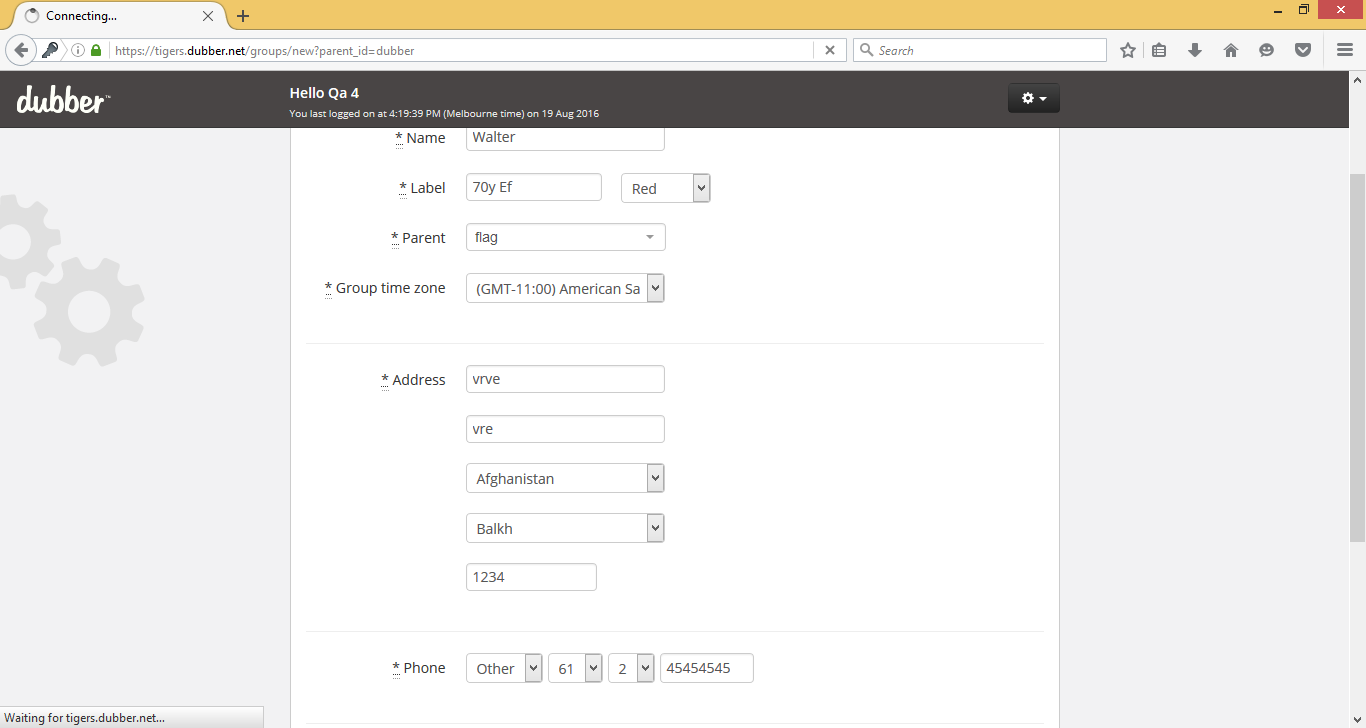 Connecting...
https://tigers.dubber.net/groups/new?parent_id=dubber
Search
dubber™
Hello Qa 4
You last logged on at 4:19:39 PM (Melbourne time) on 19 Aug 2016
* Name Walter
* Label 70y Ef Red
* Parent flag
* Group time zone (GMT-11:00) American Sa
* Address vrve
vre
Afghanistan
Balkh
1234
* Phone Other 61 2 45454545
Waiting for tigers.dubber.net...